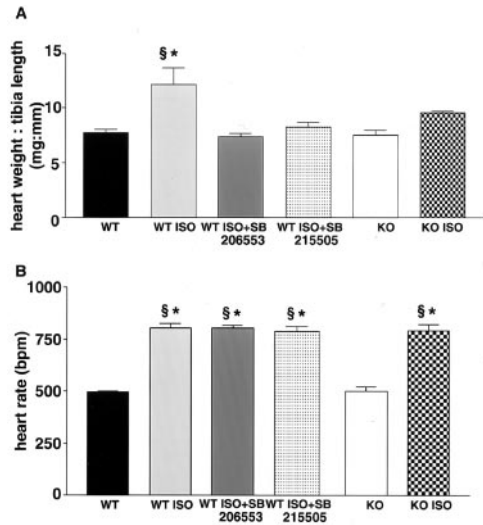 A
heart weight : tibia length
(mg:mm)
15
10
5
0
§ *
WT
WT ISO
WT ISO+SB
206553
WT ISO+SB
215505
KO
KO ISO
B
heart rate (bpm)
1000
750
500
250
0
§ *
§ *
§ *
§ *
WT
WT ISO
WT ISO+SB
206553
WT ISO+SB
215505
KO
KO ISO